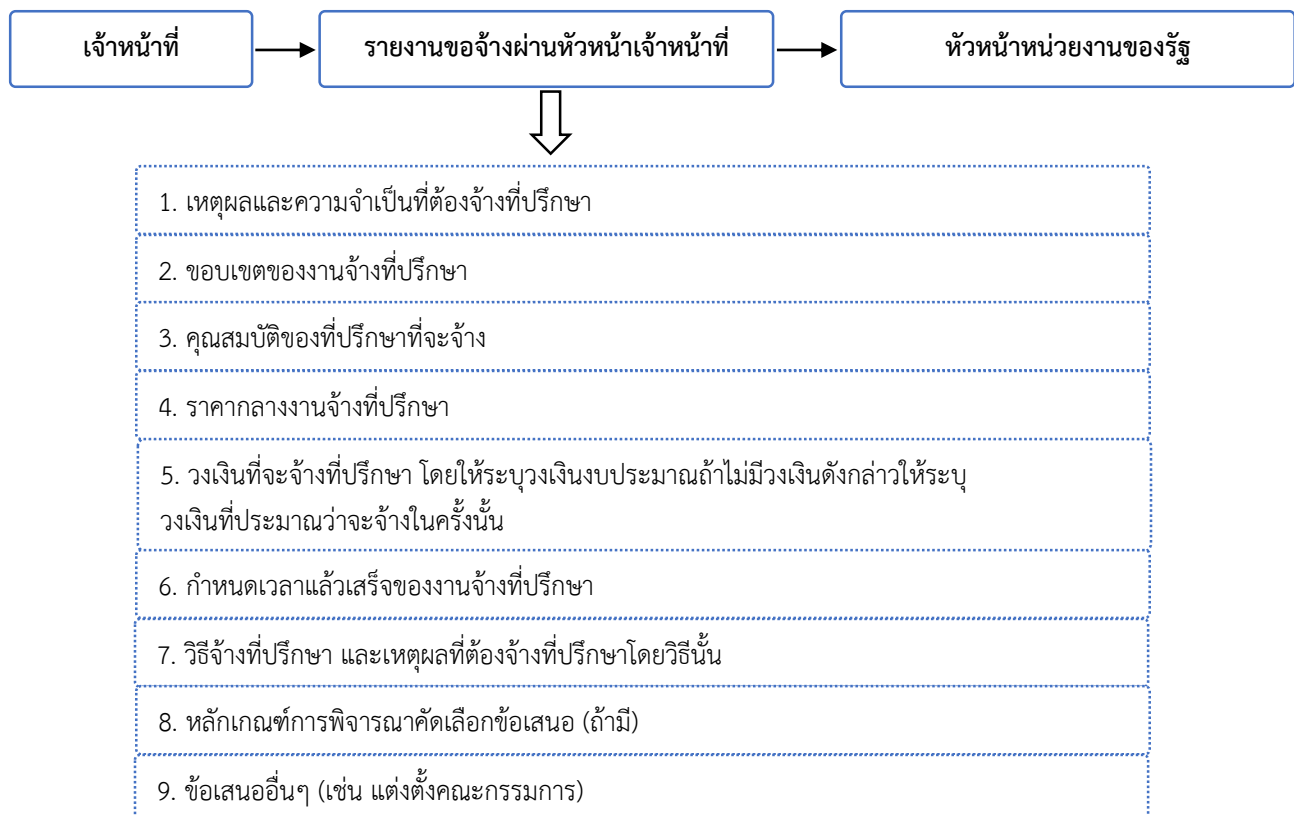 เจ้าหน้าที่
รายงานขอจ้างผ่านหัวหน้าเจ้าหน้าที่
หัวหน้าหน่วยงานของรัฐ
1. เหตุผลและความจำเป็นที่ต้องจ้างที่ปรึกษา
2. ขอบเขตของงานจ้างที่ปรึกษา
3. คุณสมบัติของที่ปรึกษาที่จะจ้าง
4. ราคากลางงานจ้างที่ปรึกษา
5. วงเงินที่จะจ้างที่ปรึกษา โดยให้ระบุวงเงินงบประมาณถ้าไม่มีวงเงินดังกล่าวให้ระบุ
วงเงินที่ประมาณว่าจะจ้างในครั้งนั้น
6. กำหนดเวลาแล้วเสร็จของงานจ้างที่ปรึกษา
7. วิธีจ้างที่ปรึกษา และเหตุผลที่ต้องจ้างที่ปรึกษาโดยวิธีนั้น
8. หลักเกณฑ์การพิจารณาคัดเลือกข้อเสนอ (ถ้ามี)
9. ข้อเสนออื่นๆ (เช่น แต่งตั้งคณะกรรมการ)